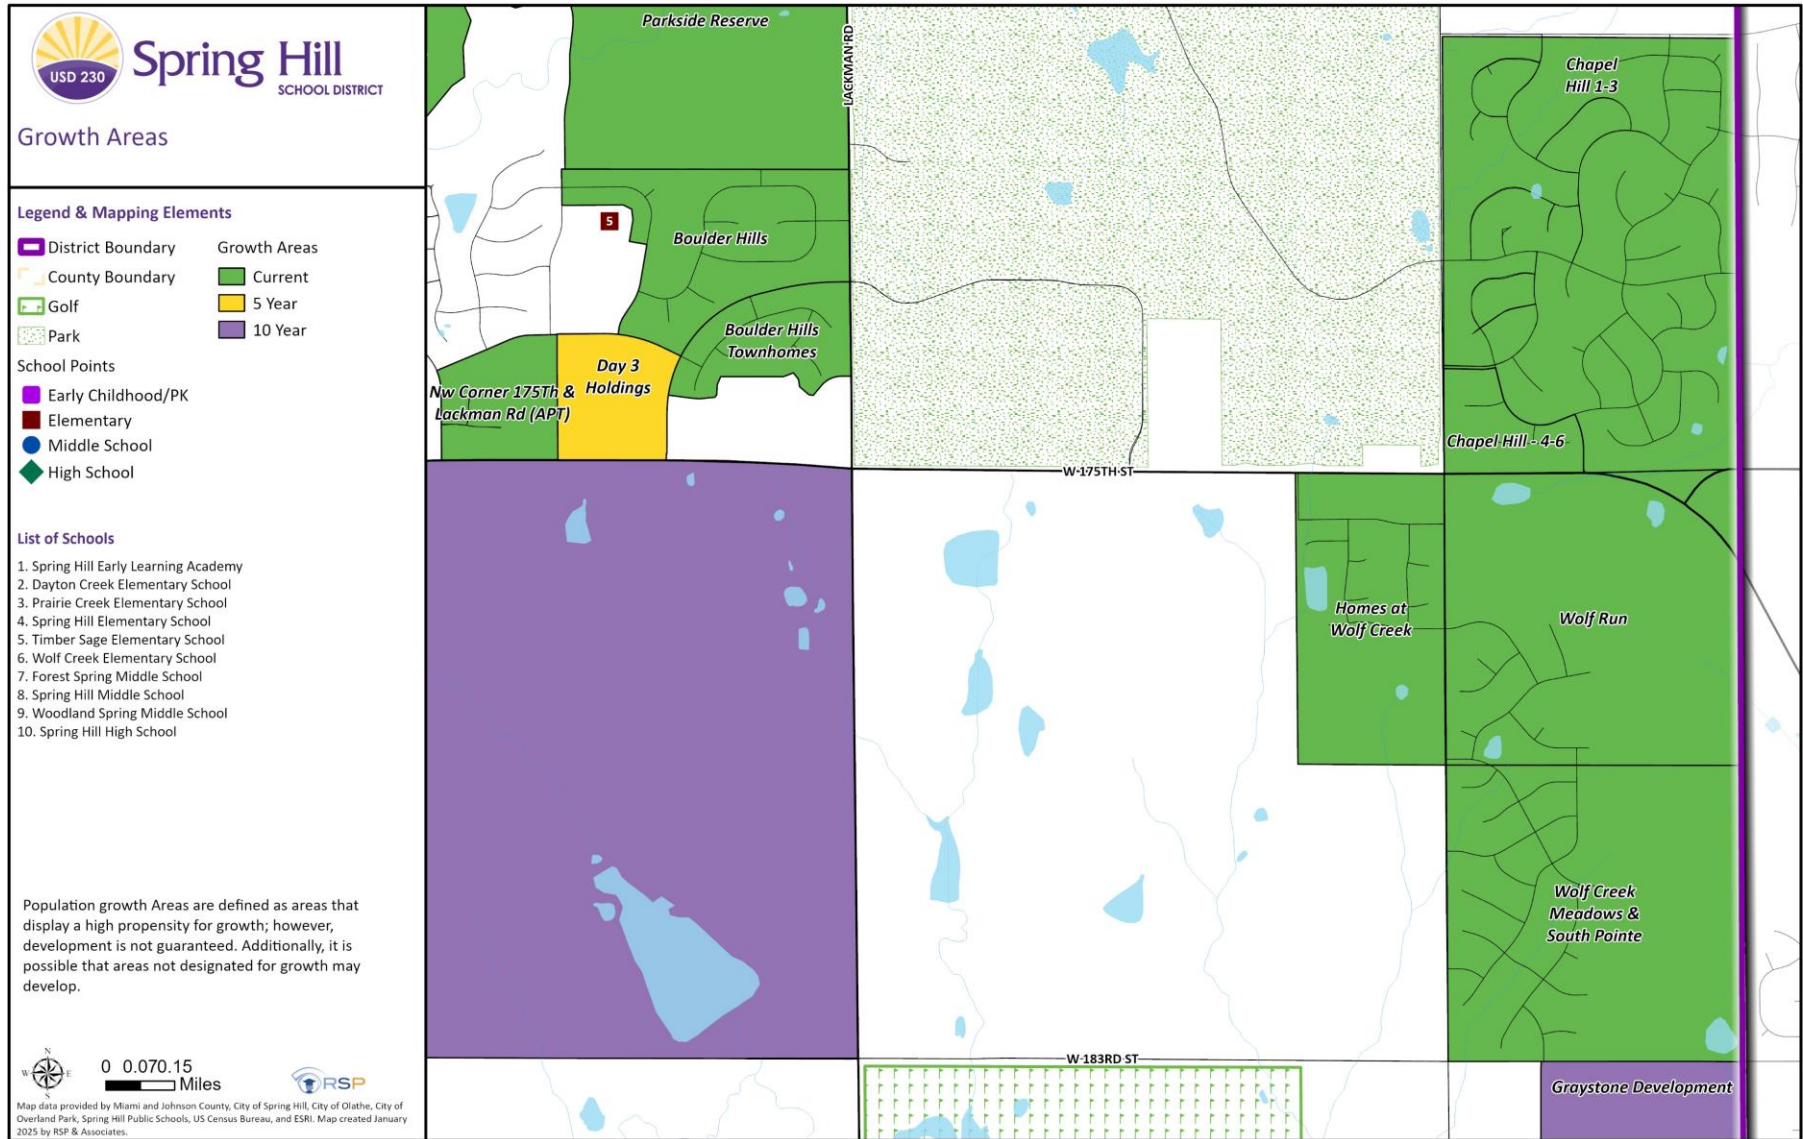 USD 230
Spring Hill
SCHOOL DISTRICT
Growth Areas
Legend & Mapping Elements
District Boundary
County Boundary
Golf
Park
Growth Areas
Current
5 Year
10 Year
School Points
Early Childhood/PK
Elementary
Middle School
High School
List of Schools
1. Spring Hill Early Learning Academy
2. Dayton Creek Elementary School
3. Prairie Creek Elementary School
4. Spring Hill Elementary School
5. Timber Sage Elementary School
6. Wolf Creek Elementary School
7. Forest Spring Middle School
8. Spring Hill Middle School
9. Woodland Spring Middle School
10. Spring Hill High School
Population growth Areas are defined as areas that
display a high propensity for growth; however,
development is not guaranteed. Additionally, it is
possible that areas not designated for growth may
develop.
N
W E
S
0 0.070.15
Miles
RSP
Map data provided by Miami and Johnson County, City of Spring Hill, City of Olathe, City of
Overland Park, Spring Hill Public Schools, US Census Bureau, and ESRI. Map created January
2025 by RSP & Associates.
Parkside Reserve
LACKMAN RD
Chapel
Hill 1-3
5
Boulder Hills
Boulder Hills
Townhomes
Day 3
Holdings
Nw Corner 175Th &
Lackman Rd (APT)
Chapel Hill - 4-6
W 175TH ST
Homes at
Wolf Creek
Wolf Run
Wolf Creek
Meadows &
South Pointe
W 183RD ST
Graystone Development